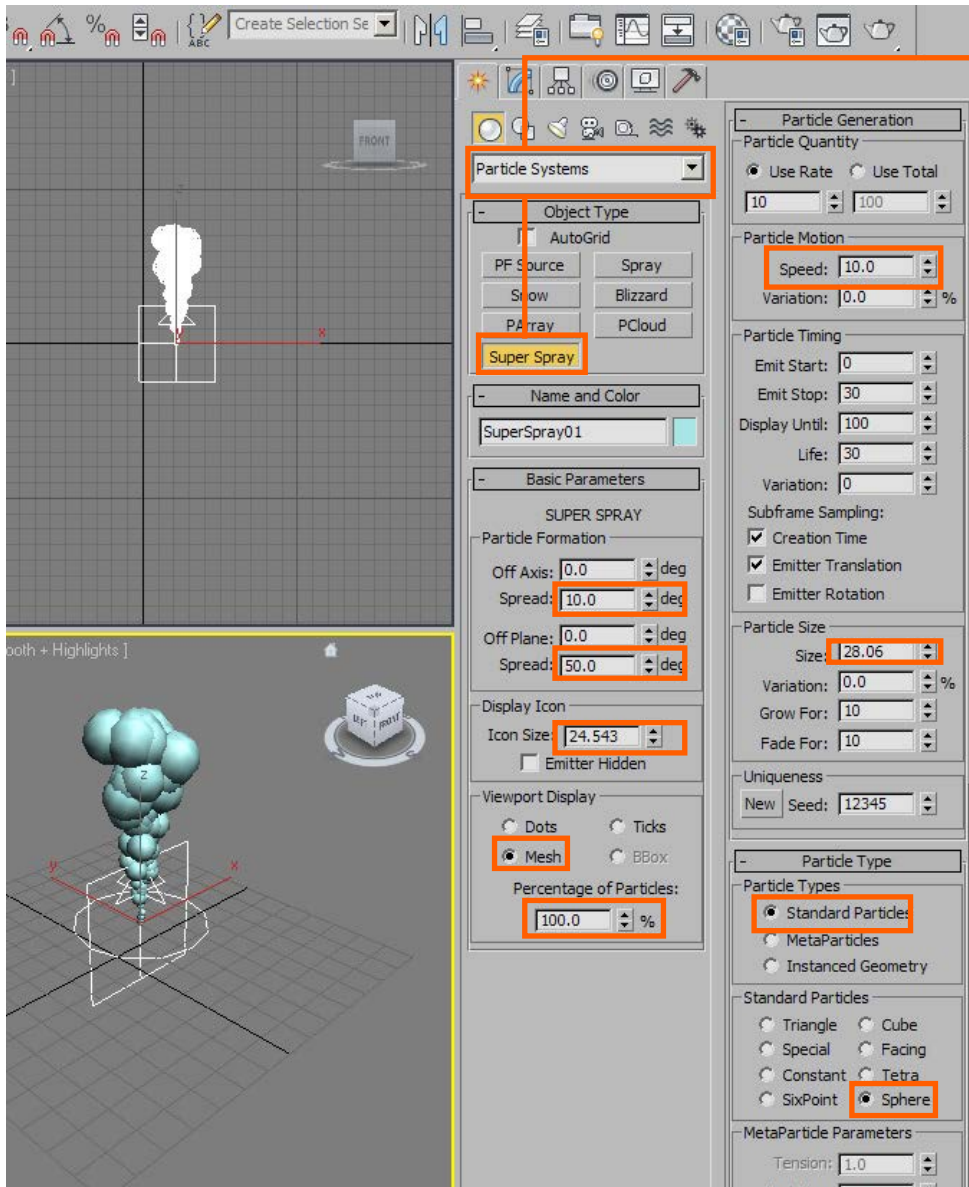 %
ABC
Create Selection Se
]
FRONT
z
x
y
Particle Systems
- Object Type
AutoGrid
PF Source Spray
Snow Blizzard
PArray PCloud
Super Spray
- Name and Color
SuperSpray01
- Basic Parameters
SUPER SPRAY
Particle Formation
Off Axis: 0.0 deg
Spread: 10.0 deg
Off Plane: 0.0 deg
Spread: 50.0 deg
Display Icon
Icon Size: 24.543
Emitter Hidden
Viewport Display
Dots Ticks
Mesh BBox
Percentage of Particles:
100.0 %
- Particle Generation
Particle Quantity
Use Rate Use Total
10 100
Particle Motion
Speed: 10.0
Variation: 0.0 %
Particle Timing
Emit Start: 0
Emit Stop: 30
Display Until: 100
Life: 30
Variation: 0
Subframe Sampling:
Creation Time
Emitter Translation
Emitter Rotation
Particle Size
Size: 28.06
Variation: 0.0 %
Grow For: 10
Fade For: 10
Uniqueness
New Seed: 12345
- Particle Type
Particle Types
Standard Particles
MetaParticles
Instanced Geometry
Standard Particles
Triangle Cube
Special Facing
Constant Tetra
SixPoint Sphere
MetaParticle Parameters
Tension: 1.0
ooth + Highlights ]
FRONT
z
y
x